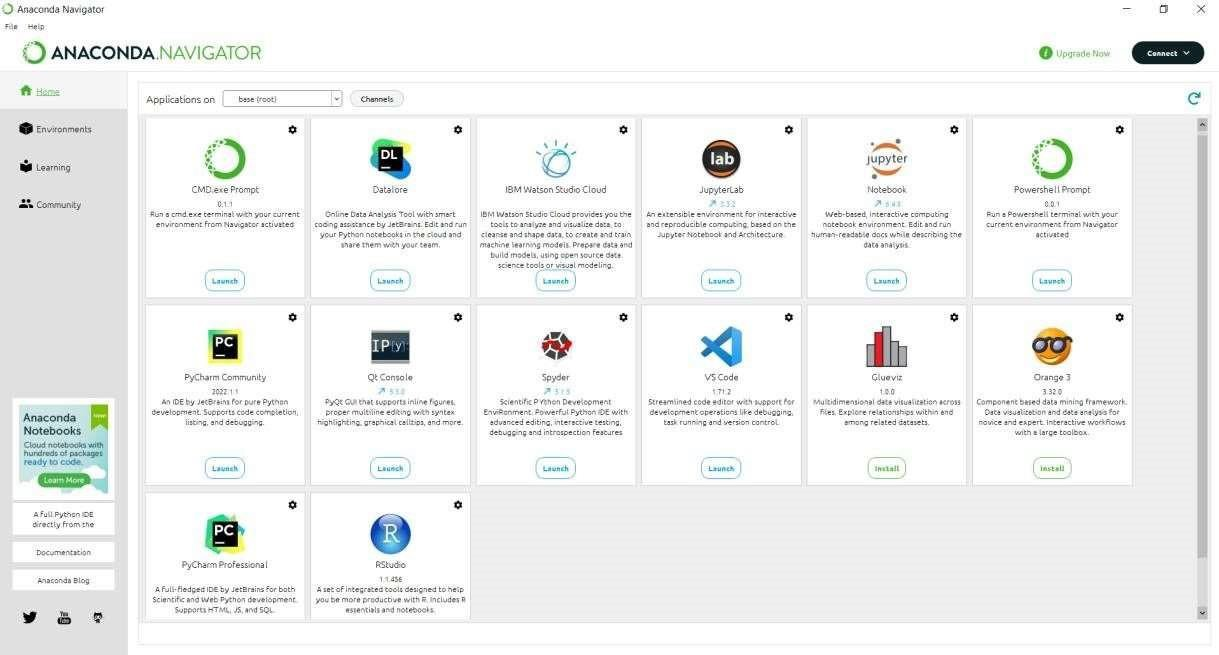 Anaconda Navigator
File Help
ANACONDA.NAVIGATOR
Upgrade Now
Connect
Home
Environments
Learning
Community
Applications on base (root) Channels
DL
lab
jupyter
CMD.exe Prompt
0.1.1
Run a cmd.exe terminal with your current
environment from Navigator activated
Launch
Datalore
Online Data Analysis Tool with smart
coding assistance by JetBrains. Edit and run
your Python notebooks in the cloud and
share them with your team.
Launch
IBM Watson Studio Cloud
IBM Watson Studio Cloud provides you the
tools to analyze and visualize data, to
cleanse and shape data, to create and train
machine learning models. Prepare data and
build models, using open source data
science tools or visual modeling.
Launch
JupyterLab
An extensible environment for interactive
and reproducible computing, based on the
Jupyter Notebook and Architecture.
Launch
Notebook
Web-based, interactive computing
notebook environment. Edit and run
human-readable docs while describing the
data analysis.
Launch
Powershell Prompt
0.0.1
Run a Powershell terminal with your
current environment from Navigator
activated
Launch
PC
PyCharm Community
2022.1.1
An IDE by JetBrains for pure Python
development. Supports code completion,
listing, and debugging.
Launch
IP[y]:
Qt Console
PyQt GUI that supports inline figures,
proper multiline editing with syntax
highlighting, graphical calltips, and more.
Launch
Spyder
Scientific PYthon Development
EnviRonment. Powerful Python IDE with
advanced editing, interactive testing,
debugging and introspection features
Launch
VS Code
1.71.2
Streamlined code editor with support for
development operations like debugging,
task running and version control.
Launch
Glueviz
1.0.0
Multidimensional data visualization across
files. Explore relationships within and
among related datasets.
Install
Orange 3
3.32.0
Component based data mining framework.
Data visualization and data analysis for
novice and expert. Interactive workflows
with a large toolbox.
Install
PC
PyCharm Professional
A full-fledged IDE by JetBrains for both
Scientific and Web Python development.
Supports HTML, JS, and SQL.
R
RStudio
1.1.456
A set of integrated tools designed to help
you be more productive with R. Includes R
essentials and notebooks.
Anaconda
Notebooks
Cloud notebooks with
hundreds of packages
ready to code.
Learn More
A full Python IDE
directly from the
Documentation
Anaconda Blog
You
Tube